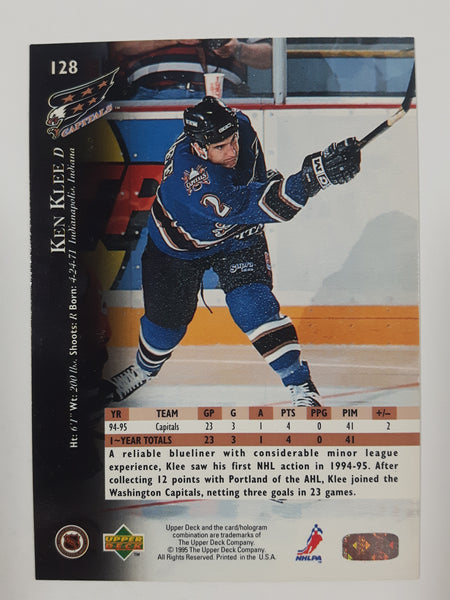 128
CAPITALS
KEN KLEE D
Ht: 6'1" Wt: 200 lbs. Shoots: R Born: 4-24-71 Indianapolis, Indiana
2
CCM
YR TEAM GP G A PTS PPG PIM +/–
94-95 Capitals 23 3 1 4 0 41 2
1–YEAR TOTALS 23 3 1 4 0 41
A reliable blueliner with considerable minor league
experience, Klee saw his first NHL action in 1994-95. After
collecting 12 points with Portland of the AHL, Klee joined the
Washington Capitals, netting three goals in 23 games.
UPPER
DECK
TM
Upper Deck and the card/hologram
combination are trademarks of
The Upper Deck Company.
© 1995 The Upper Deck Company.
All Rights Reserved. Printed in the U.S.A.
NHLPA